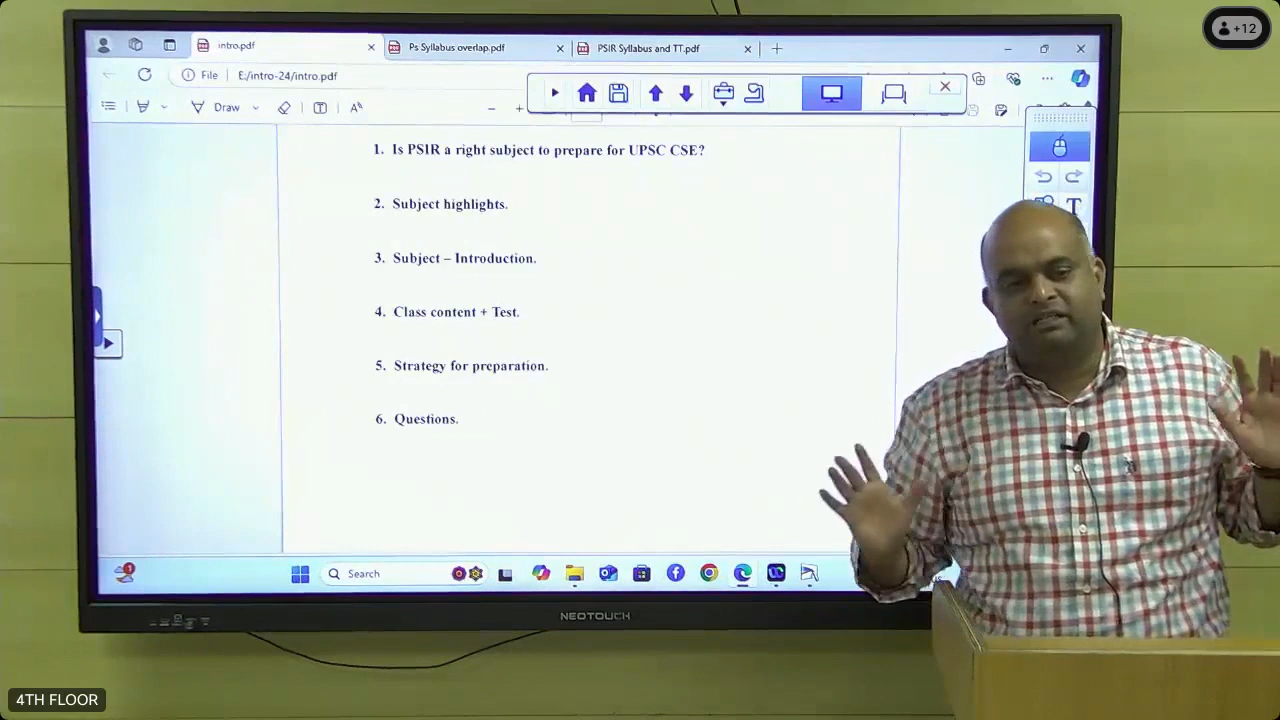 +12
intro.pdf
Ps Syllabus overlap.pdf
PSIR Syllabus and TT.pdf
File
E:/intro-24/intro.pdf
Draw
1. Is PSIR a right subject to prepare for UPSC CSE?
2. Subject highlights.
3. Subject – Introduction.
4. Class content + Test.
5. Strategy for preparation.
6. Questions.
Search
NEOTOUCH
4TH FLOOR